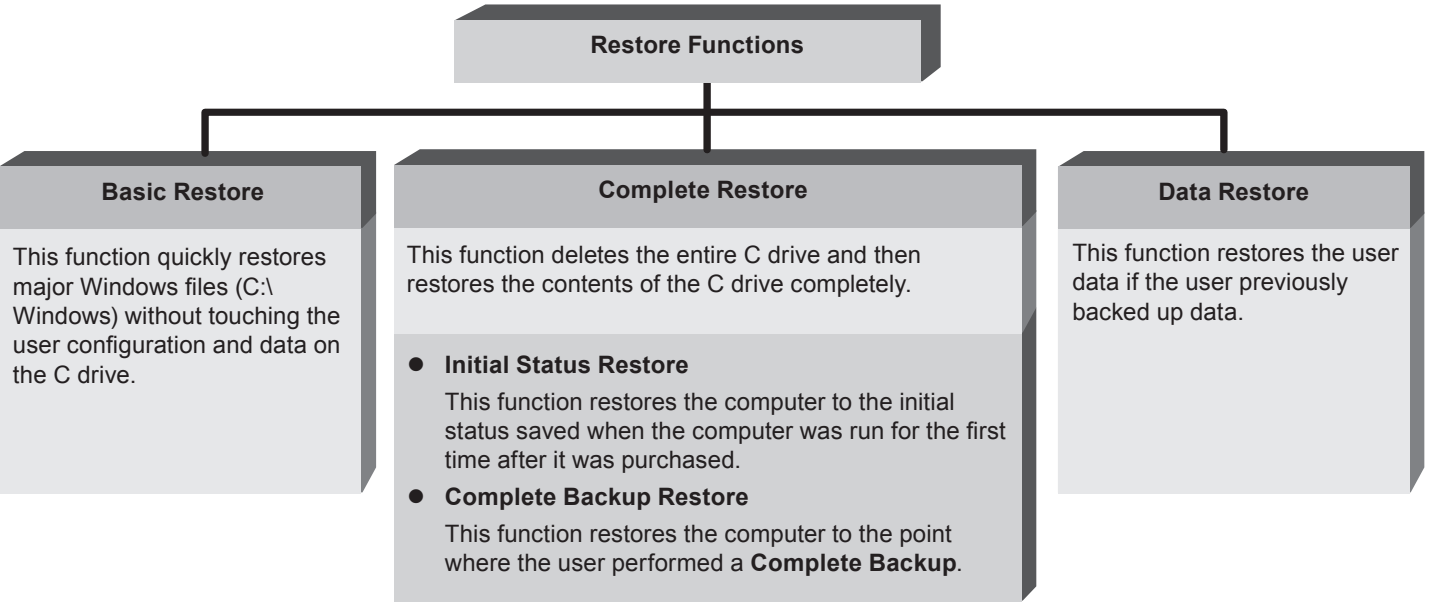 Restore Functions
Basic Restore
This function quickly restores
major Windows files (C:\
Windows) without touching the
user configuration and data on
the C drive.
Complete Restore
This function deletes the entire C drive and then
restores the contents of the C drive completely.
● Initial Status Restore
This function restores the computer to the initial
status saved when the computer was run for the first
time after it was purchased.
● Complete Backup Restore
This function restores the computer to the point
where the user performed a Complete Backup.
Data Restore
This function restores the user
data if the user previously
backed up data.